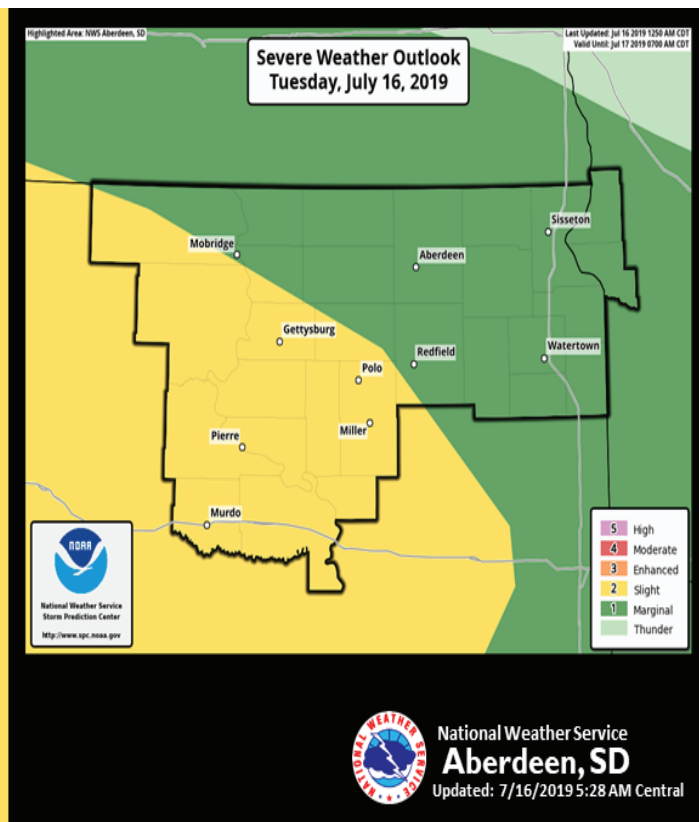 Highlighted Area: NWS Aberdeen, SD
Last Updated: Jul 16 2019 1250 AM CDT
Valid Until: Jul 17 2019 0700 AM CDT
Severe Weather Outlook
Tuesday, July 16, 2019
Sisseton
Mobridge
Aberdeen
Gettysburg
Redfield
Watertown
Polo
Miller
Pierre
Murdo
NOAA
National Weather Service
Storm Prediction Center
http://www.spc.noaa.gov
5 High
4 Moderate
3 Enhanced
2 Slight
1 Marginal
Thunder
NATIONAL WEATHER SERVICE
National Weather Service
Aberdeen, SD
Updated: 7/16/2019 5:28 AM Central